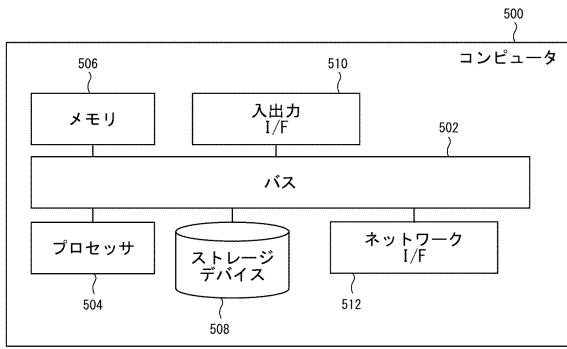 500
コンピュータ
506
510
メモリ
入出力
I/F
502
バス
プロセッサ
ストレージ
デバイス
ネットワーク
I/F
504
508
512